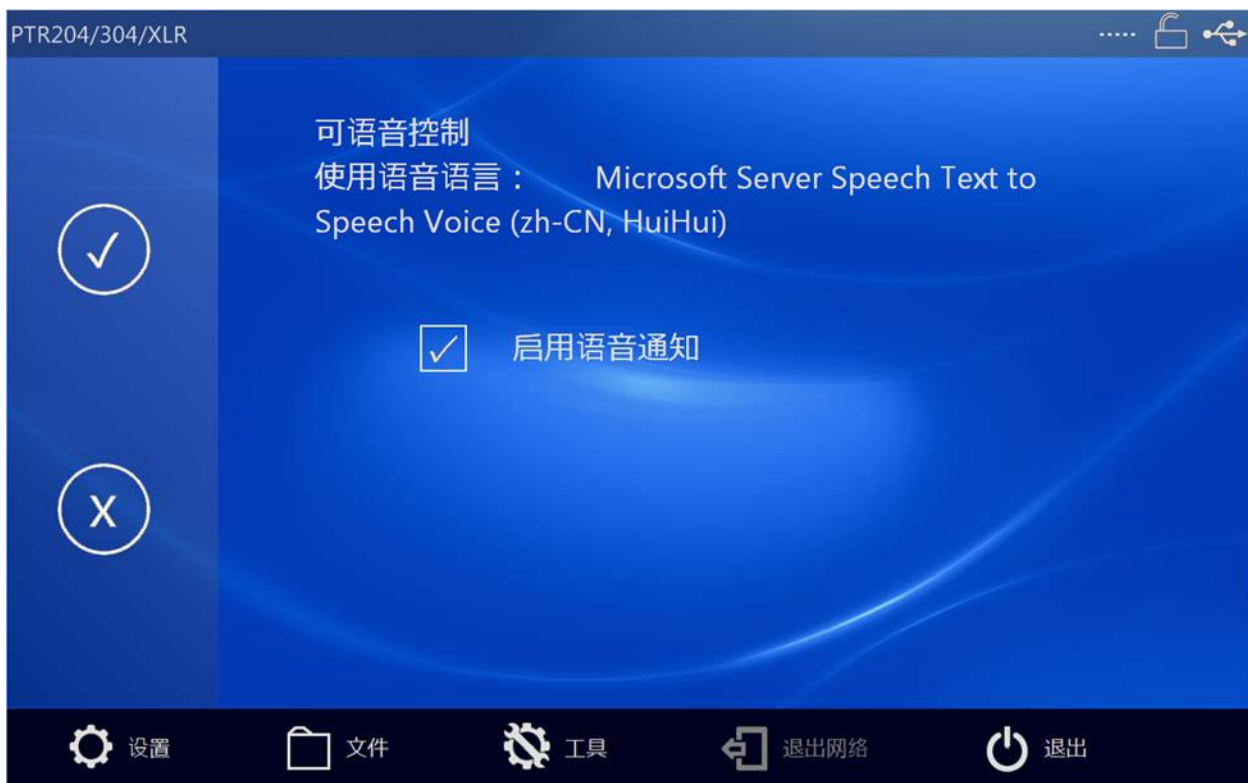 PTR204/304/XLR
.....
可语音控制
使用语音语言： Microsoft Server Speech Text to
Speech Voice (zh-CN, HuiHui)
启用语音通知
X
设置 文件 工具 退出网络 退出